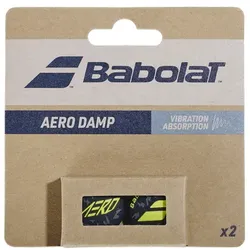 Babolat
AERO DAMP
VIBRATION
ABSORPTION
AERO
x2